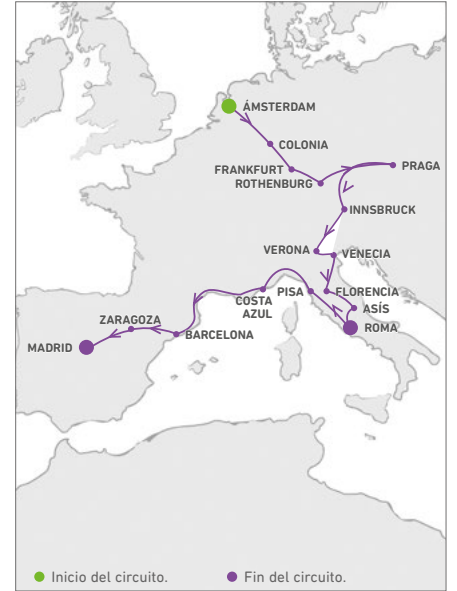 ÁMSTERDAM
COLONIA
FRANKFURT
ROTHENBURG
PRAGA
INNSBRUCK
VERONA
VENECIA
COSTA
AZUL
PISA
FLORENCIA
ASÍS
ROMA
ZARAGOZA
BARCELONA
MADRID
Inicio del circuito.
Fin del circuito.